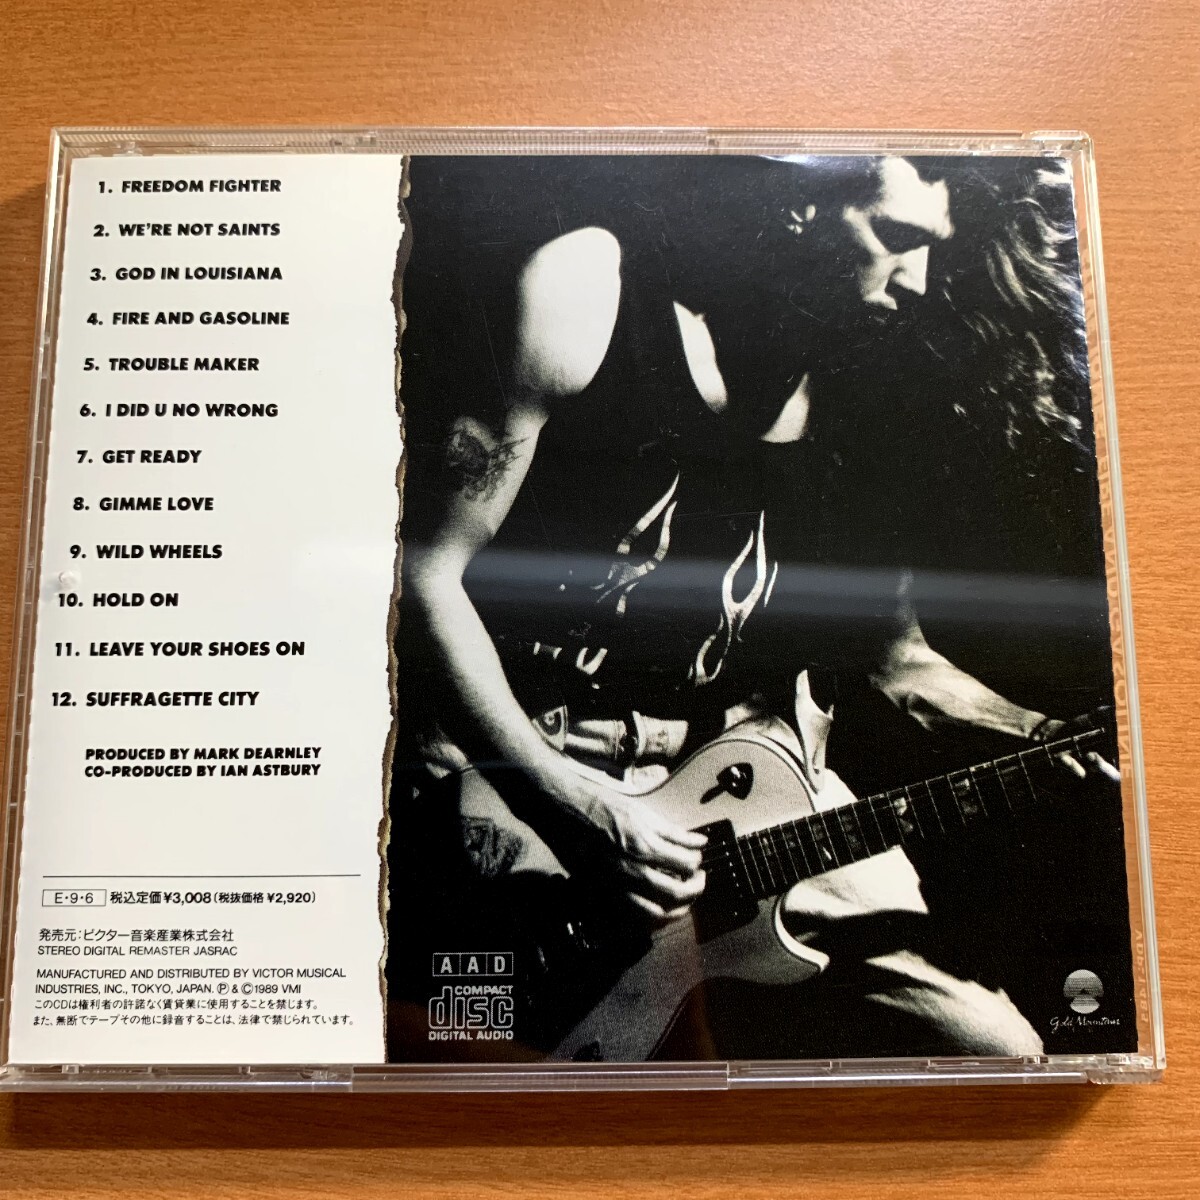 1. FREEDOM FIGHTER
2. WE'RE NOT SAINTS
3. GOD IN LOUISIANA
4. FIRE AND GASOLINE
5. TROUBLE MAKER
6. I DID U NO WRONG
7. GET READY
8. GIMME LOVE
9. WILD WHEELS
10. HOLD ON
11. LEAVE YOUR SHOES ON
12. SUFFRAGETTE CITY
PRODUCED BY MARK DEARNLEY
CO-PRODUCED BY IAN ASTBURY
E・9・6 税込定価¥3,008(税抜価格 ¥2,920)
発売元:ビクター音楽産業株式会社
STEREO DIGITAL REMASTER JASRAC
MANUFACTURED AND DISTRIBUTED BY VICTOR MUSICAL
INDUSTRIES, INC., TOKYO, JAPAN. Ⓟ & Ⓒ 1989 VMI
このCDは権利者の許諾なく賃貸業に使用することを禁じます。
また、無断でテープその他に録音することは、法律で禁じられています。
AAD
COMPACT
disc
DIGITAL AUDIO
Gold Mountain